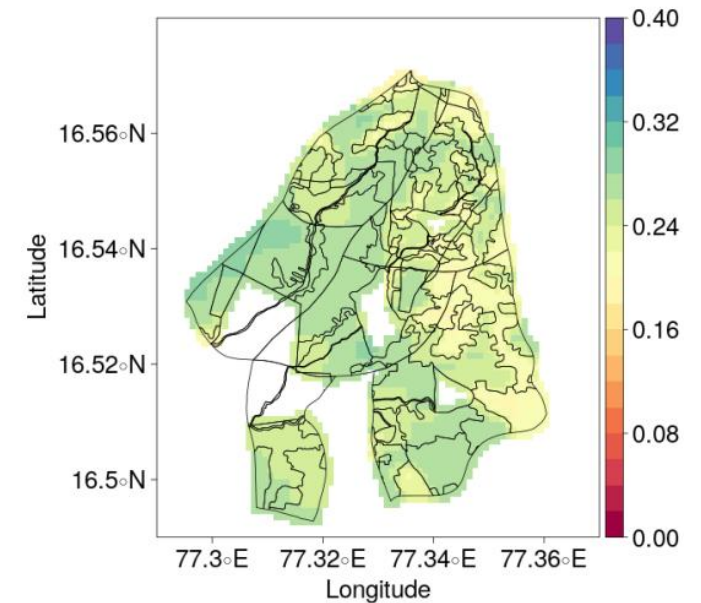 0.40
0.32
0.24
0.16
0.08
0.00
16.56◦N
16.54◦N
16.52◦N
16.5◦N
Latitude
77.3◦E 77.32◦E 77.34◦E 77.36◦E
Longitude